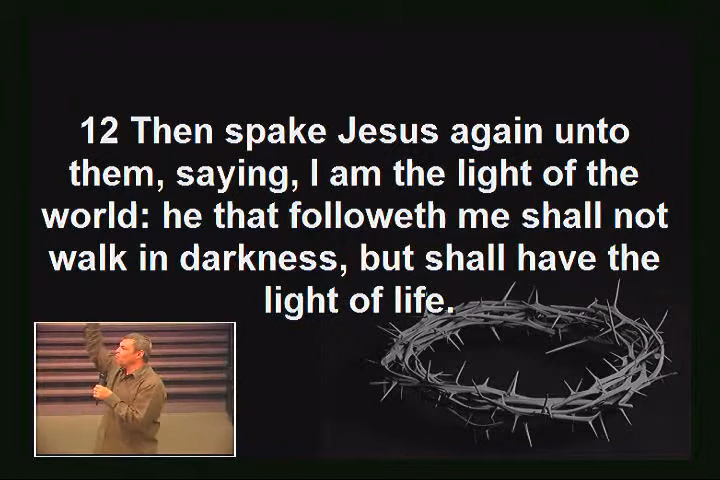 12 Then spake Jesus again unto
them, saying, I am the light of the
world: he that followeth me shall not
walk in darkness, but shall have the
light of life.